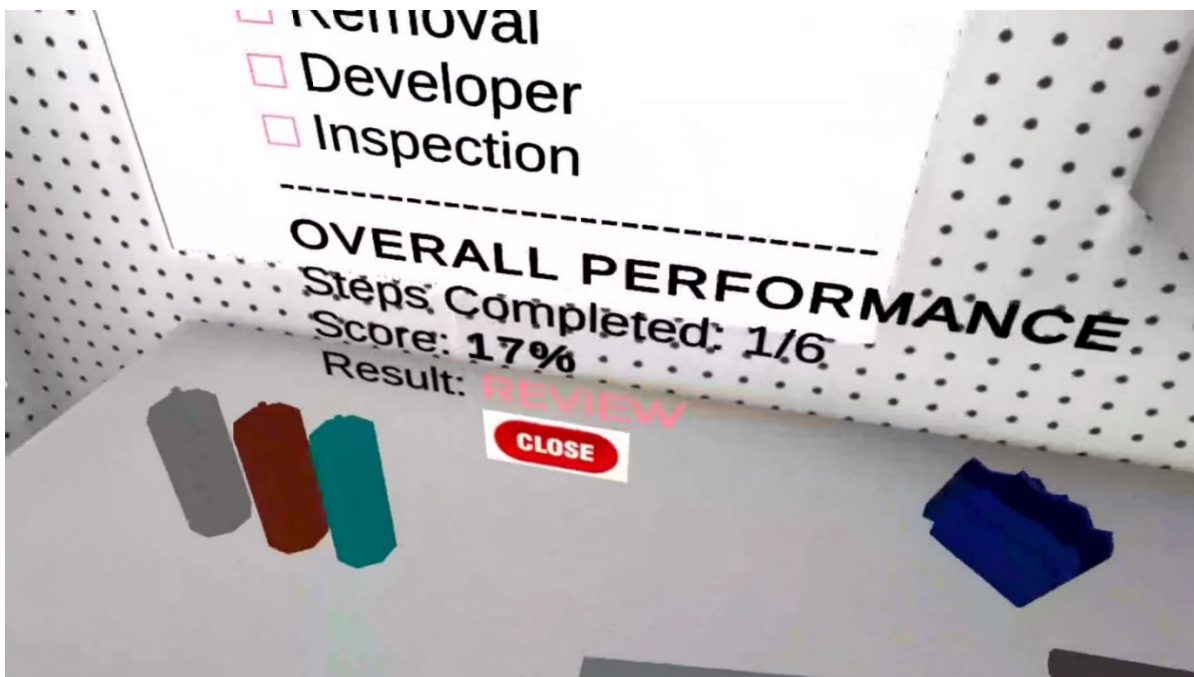 Removal
Developer
Inspection
--------------------------------
OVERALL PERFORMANCE
Steps Completed: 1/6
Score: 17%
Result: REVIEW
CLOSE